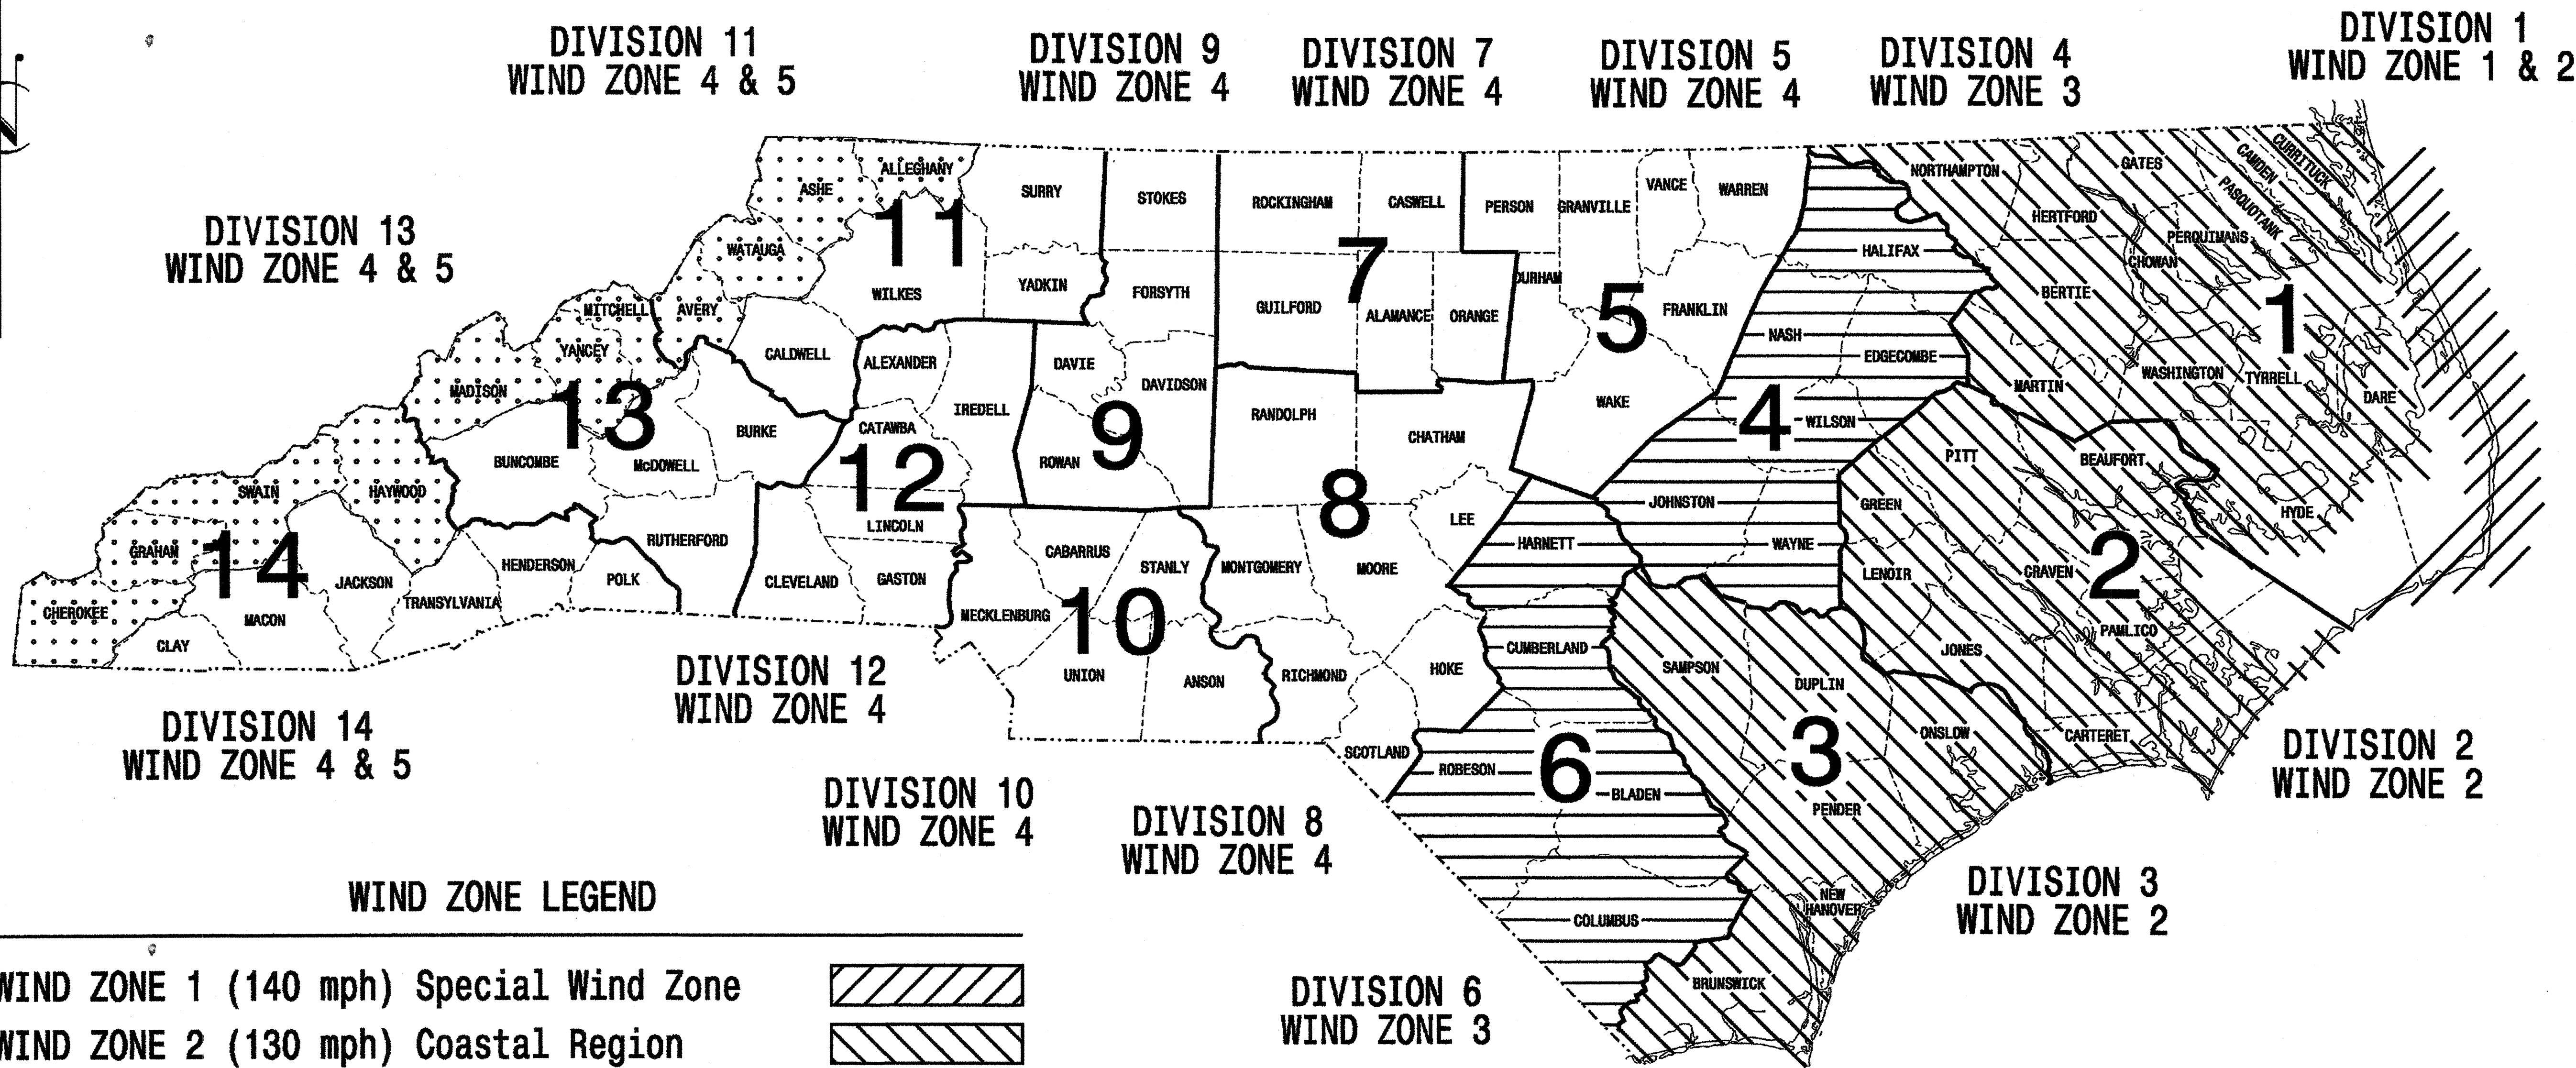 DIVISION 11
WIND ZONE 4 & 5
DIVISION 9
WIND ZONE 4
DIVISION 7
WIND ZONE 4
DIVISION 5
WIND ZONE 4
DIVISION 4
WIND ZONE 3
DIVISION 1
WIND ZONE 1 & 2
DIVISION 13
WIND ZONE 4 & 5
ALLEGHANY
ASHE
SURRY
STOKES
ROCKINGHAM
CASWELL
PERSON
GRANVILLE
VANCE
WARREN
NORTHAMPTON
GATES
CAMDEN
CURRITUCK
PASQUOTANK
HERTFORD
PERQUIMANS
CHOWAN
HALIFAX
BERTIE
11
WATAUGA
WILKES
YADKIN
FORSYTH
7
GUILFORD
ALAMANCE
ORANGE
DURHAM
5
FRANKLIN
NASH
EDGECOMBE
1
MITCHELL
AVERY
YANCEY
CALDWELL
ALEXANDER
DAVIE
DAVIDSON
MADISON
13
IREDELL
RANDOLPH
WAKE
4
WILSON
MARTIN
WASHINGTON
TYRRELL
DARE
BURKE
CATAWBA
9
ROWAN
CHATHAM
PITT
BEAUFORT
BUNCOMBE
McDOWELL
12
LINCOLN
8
LEE
JOHNSTON
GREEN
HYDE
SWAIN
HAYWOOD
GRAHAM
14
JACKSON
HENDERSON
RUTHERFORD
POLK
CLEVELAND
GASTON
CABARRUS
STANLY
MONTGOMERY
MOORE
HARNETT
WAYNE
LENOIR
CRAVEN
2
CHEROKEE
CLAY
MACON
TRANSYLVANIA
MECKLENBURG
10
UNION
ANSON
RICHMOND
HOKE
CUMBERLAND
SAMPSON
DUPLIN
JONES
PAMLICO
DIVISION 12
WIND ZONE 4
DIVISION 14
WIND ZONE 4 & 5
SCOTLAND
ROBESON
6
BLADEN
3
PENDER
ONSLOW
CARTERET
DIVISION 2
WIND ZONE 2
DIVISION 10
WIND ZONE 4
DIVISION 8
WIND ZONE 4
COLUMBUS
NEW
HANOVER
BRUNSWICK
DIVISION 3
WIND ZONE 2
DIVISION 6
WIND ZONE 3
WIND ZONE LEGEND
WIND ZONE 1 (140 mph) Special Wind Zone
WIND ZONE 2 (130 mph) Coastal Region